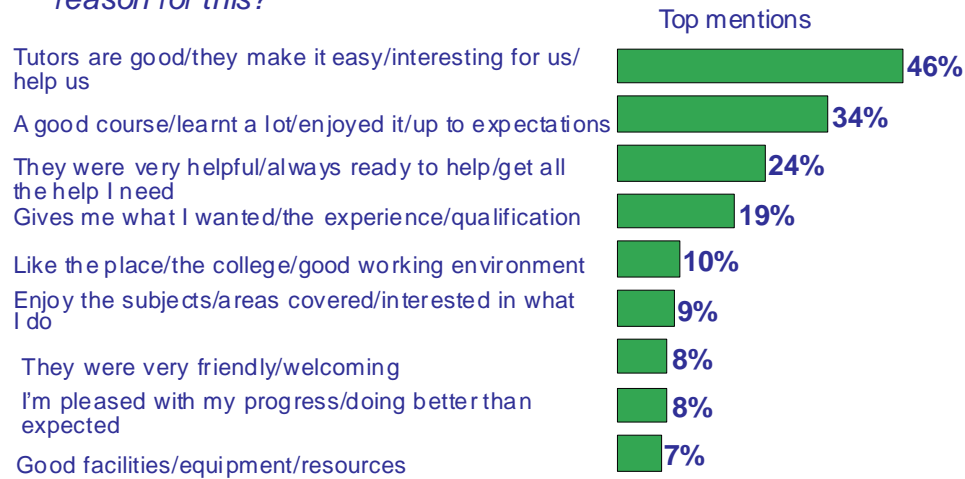 reason for this?
Top mentions
Tutors are good/they make it easy/interesting for us/
help us
46%
A good course/learnt a lot/enjoyed it/up to expectations
34%
They were very helpful/always ready to help/get all
the help I need
24%
Gives me what I wanted/the experience/qualification
19%
Like the place/the college/good working environment
10%
Enjoy the subjects/areas covered/interested in what
I do
9%
They were very friendly/welcoming
8%
I'm pleased with my progress/doing better than
expected
8%
Good facilities/equipment/resources
7%